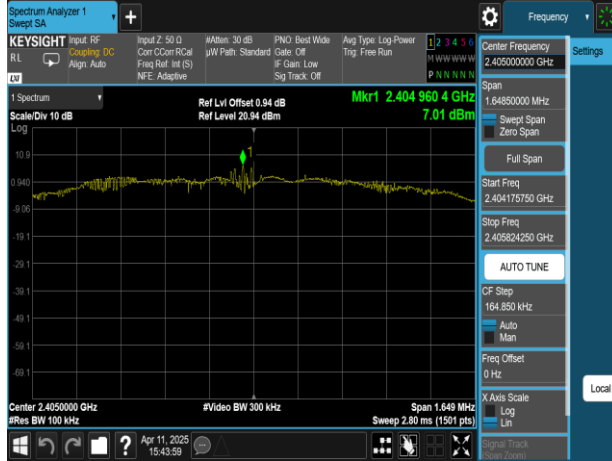 Spectrum Analyzer 1
Swept SA
+
Frequency
KEYSIGHT
RL
Input: RF
Coupling: DC
Align: Auto
Input Z: 50 Ω
Corr CCorr RCal
Freq Ref: Int (S)
NFE: Adaptive
#Atten: 30 dB
µW Path: Standard
PNO: Best Wide
Gate: Off
IF Gain: Low
Sig Track: Off
Avg Type: Log-Power
Trig: Free Run
1 2 3 4 5 6
M W W W W W
P N N N N N
LXI
1 Spectrum
Scale/Div 10 dB
Log
Ref Lvl Offset 0.94 dB
Ref Level 20.94 dBm
Mkr1 2.404 960 4 GHz
7.01 dBm
1
10.9
0.940
-9.06
-19.1
-29.1
-39.1
-49.1
-59.1
-69.1
Center 2.4050000 GHz
#Res BW 100 kHz
#Video BW 300 kHz
Span 1.649 MHz
Sweep 2.80 ms (1501 pts)
Apr 11, 2025
15:43:59
?
Center Frequency
2.405000000 GHz
Span
1.64850000 MHz
Swept Span
Zero Span
Full Span
Start Freq
2.404175750 GHz
Stop Freq
2.405824250 GHz
AUTO TUNE
CF Step
164.850 kHz
Auto
Man
Freq Offset
0 Hz
X Axis Scale
Log
Lin
Signal Track
(Span Zoom)
Settings
Local